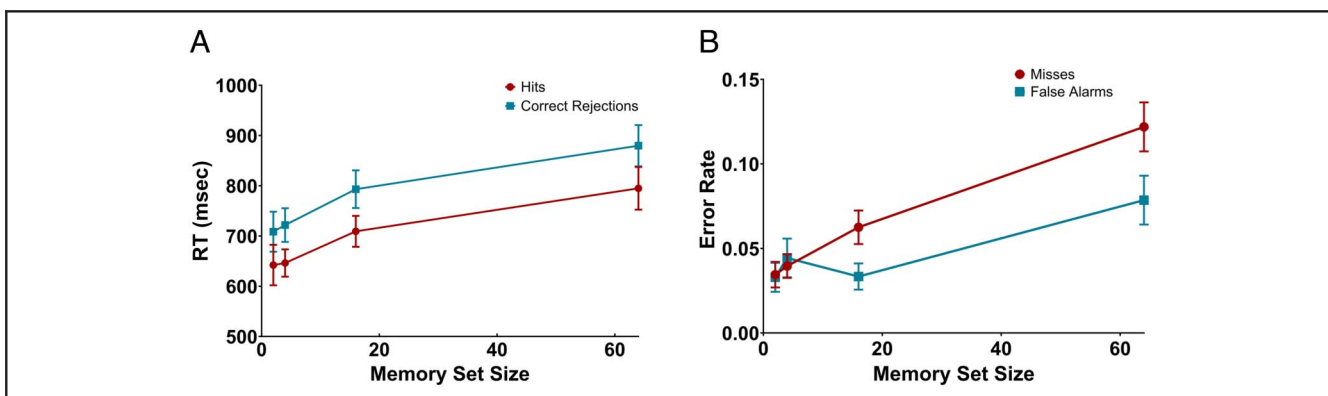 A
Hits
Correct Rejections
1000
900
800
700
600
500
RT (msec)
0
20
40
60
Memory Set Size
B
Misses
False Alarms
0.15
0.10
0.05
0.00
Error Rate
0
20
40
60
Memory Set Size